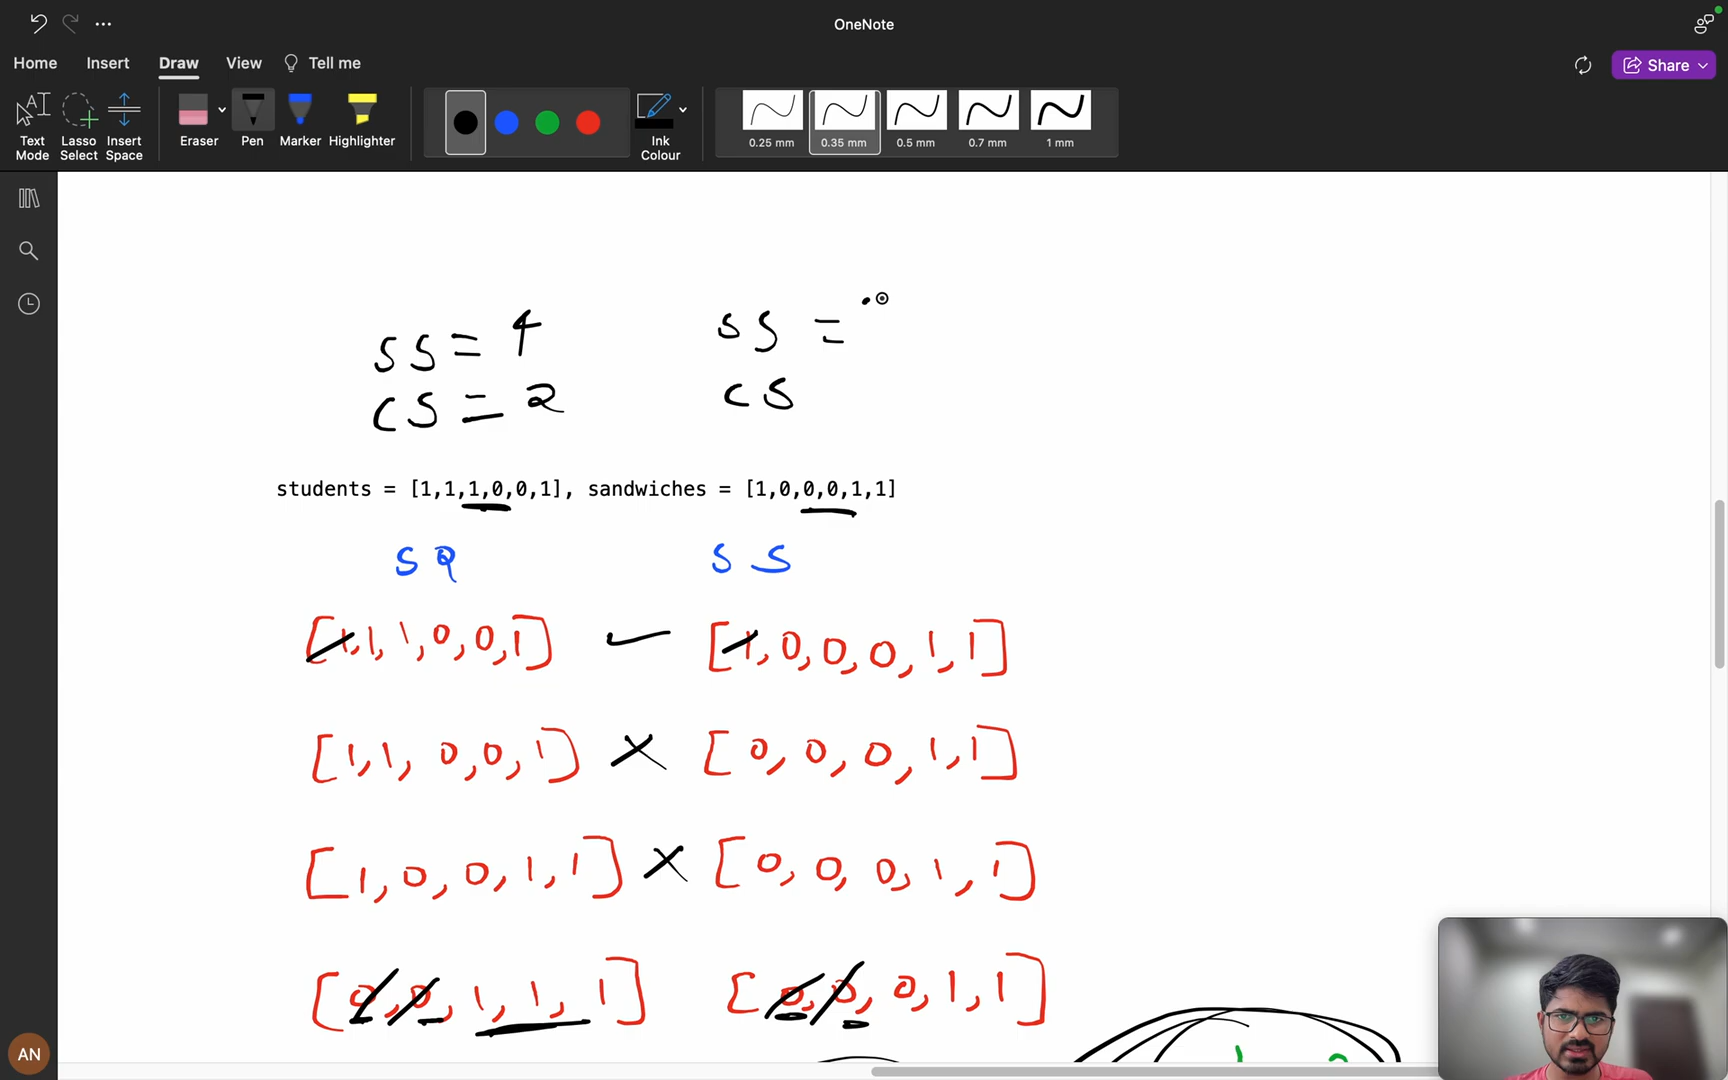 OneNote
Home Insert Draw View Tell me
Share
Text Mode
Lasso Select
Insert Space
Eraser
Pen
Marker
Highlighter
Ink Colour
0.25 mm
0.35 mm
0.5 mm
0.7 mm
1 mm
SS = 4
SS =
CS = 2
CS
students = [1,1,1,0,0,1], sandwiches = [1,0,0,0,1,1]
SQ
SS
[1,1,1,0,0,1]
[1,0,0,0,1,1]
[1,1,0,0,1]
[0,0,0,1,1]
[1,0,0,1,1]
[0,0,0,1,1]
[0,0,1,1,1]
[0,0,0,1,1]
AN